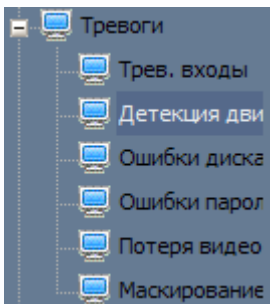 Тревоги
Трев. входы
Детекция дви
Ошибки диска
Ошибки парол
Потеря видео
Маскирование